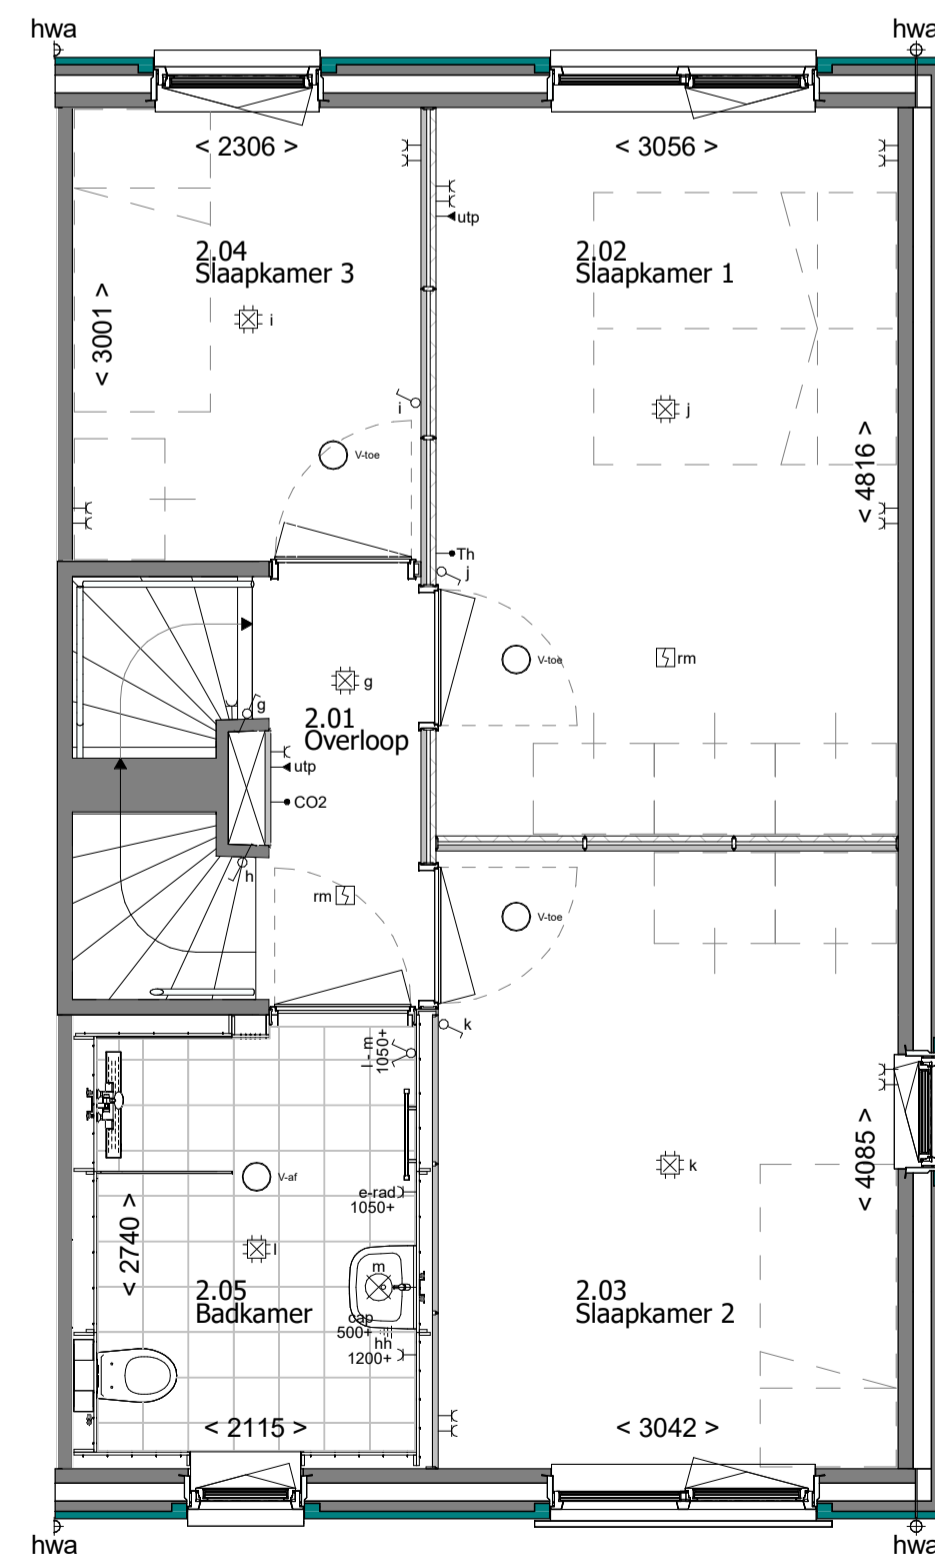 hwa
hwa
< 2306 >
< 3056 >
utp
2.04
Slaapkamer 3
2.02
Slaapkamer 1
< 3001 >
i
j
i
< 4816 >
V-toe
Th
j
V-toe
rm
g
g
2.01
Overloop
utp
CO2
h
rm
V-toe
k
l - m
1050+
< 4085 >
k
V-af
e-rad
1050+
< 2740 >
l
m
2.05
Badkamer
2.03
Slaapkamer 2
cap
500+
hh
1200+
< 2115 >
< 3042 >
hwa
hwa